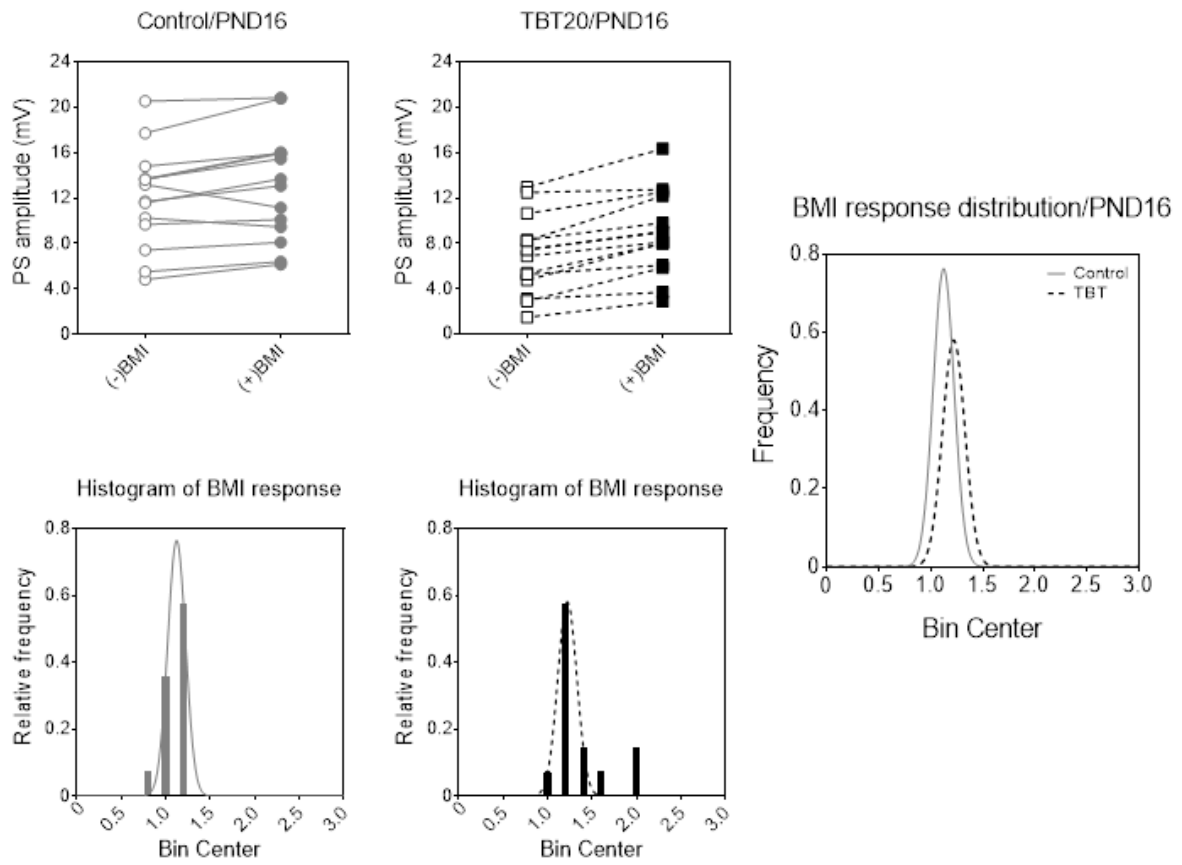 Control/PND16
PS amplitude (mV)
24
20
16
12
8.0
4.0
0
(-)BMI
(+)BMI
TBT20/PND16
PS amplitude (mV)
24
20
16
12
8.0
4.0
0
(-)BMI
(+)BMI
BMI response distribution/PND16
Frequency
0.8
0.6
0.4
0.2
0
Control
TBT
0 0.5 1.0 1.5 2.0 2.5 3.0
Bin Center
Histogram of BMI response
Relative frequency
0.8
0.6
0.4
0.2
0
0 0.5 1.0 1.5 2.0 2.5 3.0
Bin Center
Histogram of BMI response
Relative frequency
0.8
0.6
0.4
0.2
0
0 0.5 1.0 1.5 2.0 2.5 3.0
Bin Center